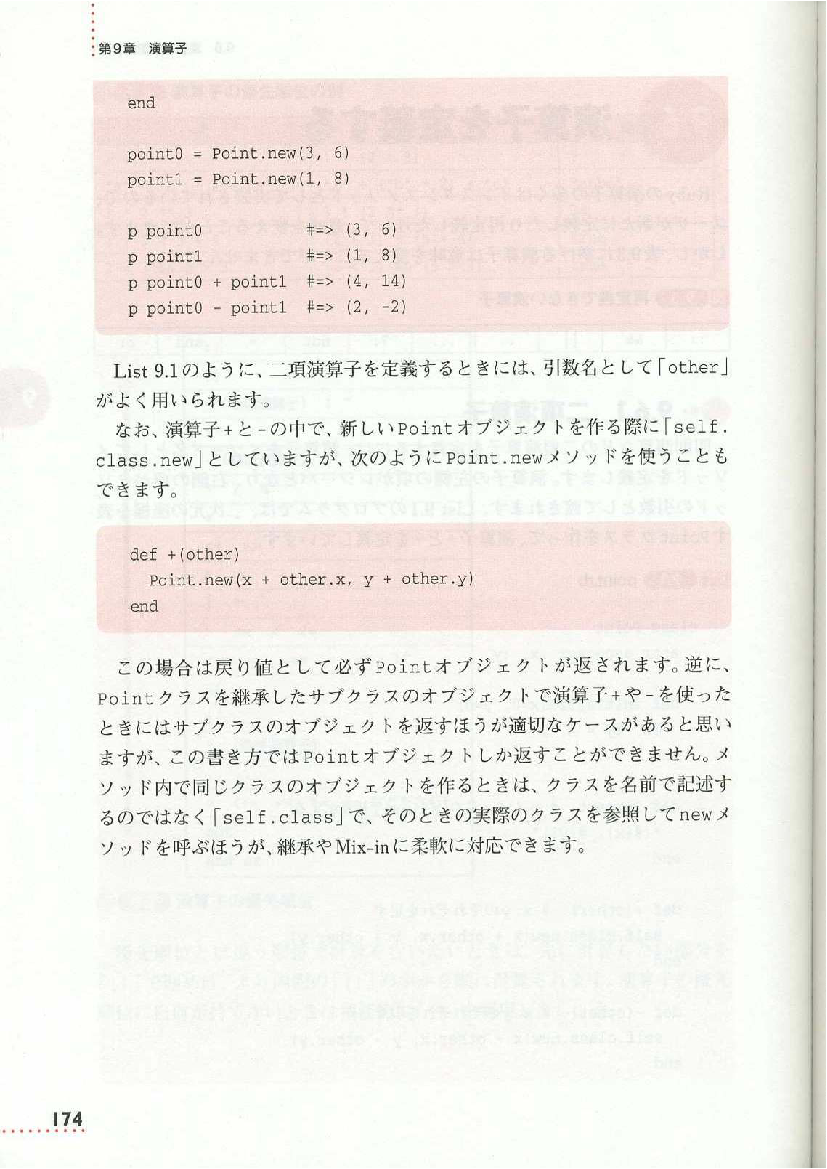 第9章 演算子
end
point0 = Point.new(3, 6)
point1 = Point.new(1, 8)
p point0 #=> (3, 6)
p point1 #=> (1, 8)
p point0 + point1 #=> (4, 14)
p point0 - point1 #=> (2, -2)
List 9.1のように、二項演算子を定義するときには、引数名として「other」
がよく用いられます。
なお、演算子+と-の中で、新しいPointオブジェクトを作る際に「self.
class.new」としていますが、次のようにPoint.newメソッドを使うことも
できます。
def +(other)
Point.new(x + other.x, y + other.y)
end
この場合は戻り値として必ずPointオブジェクトが返されます。逆に、
Pointクラスを継承したサブクラスのオブジェクトで演算子+や-を使った
ときにはサブクラスのオブジェクトを返すほうが適切なケースがあると思い
ますが、この書き方ではPointオブジェクトしか返すことができません。メ
ソッド内で同じクラスのオブジェクトを作るときは、クラスを名前で記述す
るのではなく「self.class」で、そのときの実際のクラスを参照してnewメ
ソッドを呼ぶほうが、継承やMix-inに柔軟に対応できます。
174